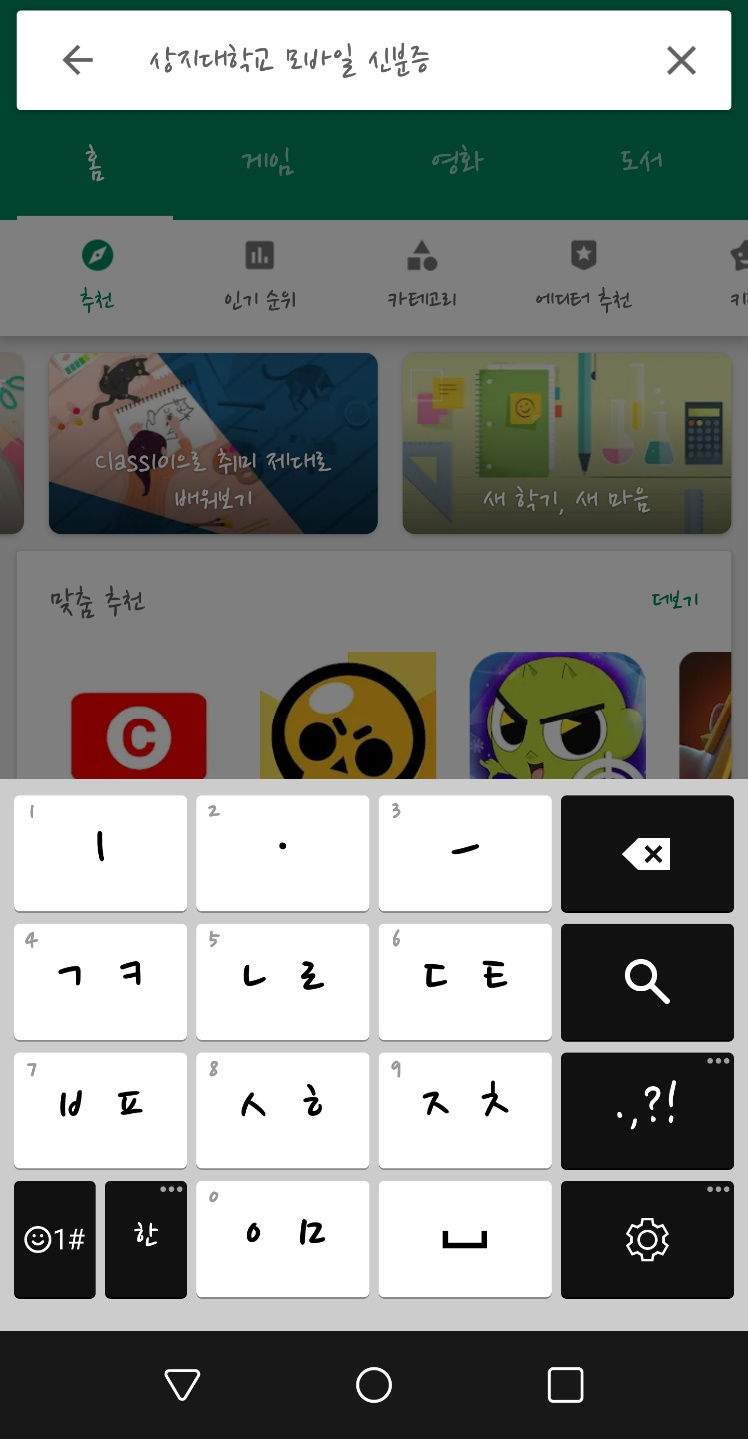 상지대학교 모바일 신분증
홈 게임 영화 도서
추천 인기 순위 카테고리 에디터 추천
class101으로 취미 제대로
배워보기
새 학기, 새 마음
맞춤 추천 더보기
C
1 ㅣ 2 · 3 ㅡ
4 ㄱ ㅋ 5 ㄴ ㄹ 6 ㄷ ㅌ
7 ㅂ ㅍ 8 ㅅ ㅎ 9 ㅈ ㅊ .,?!
1# 한 0 ㅇ ㅁ